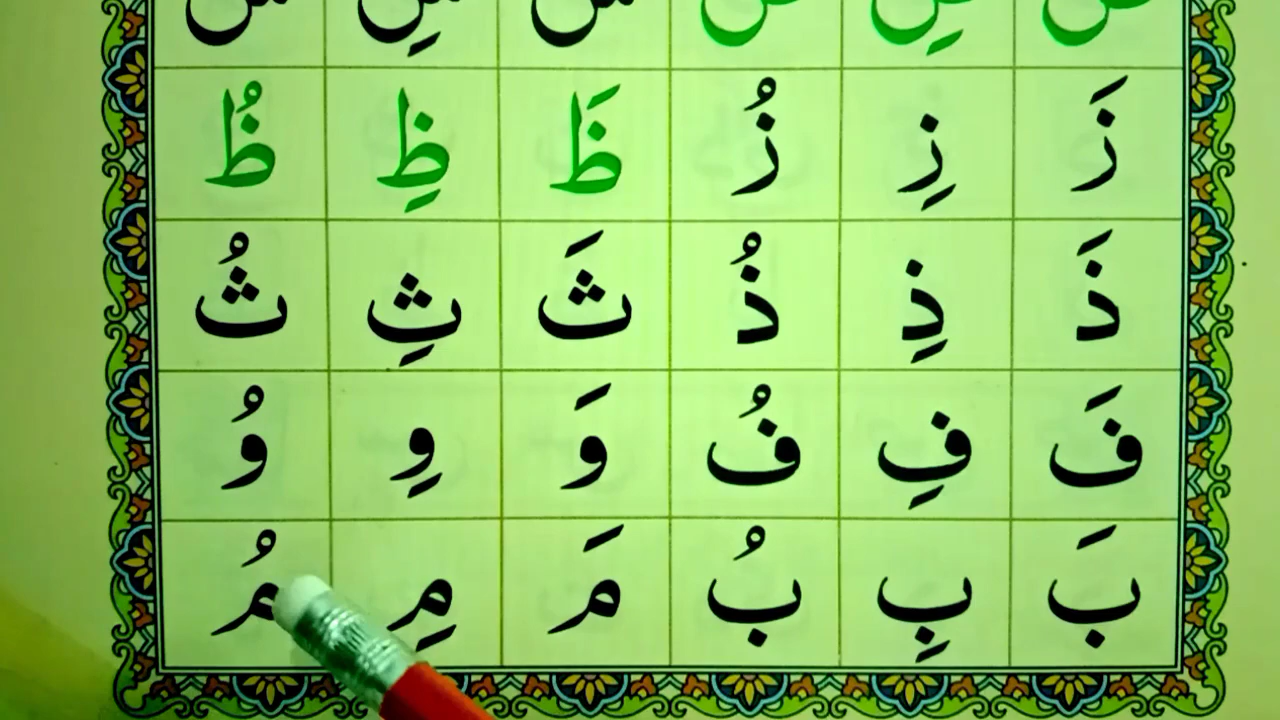 زَ زِ زُ ظَ ظِ ظُ
ذَ ذِ ذُ ثَ ثِ ثُ
فَ فِ فُ وَ وِ وُ
بَ بِ بُ مَ مِ مُ